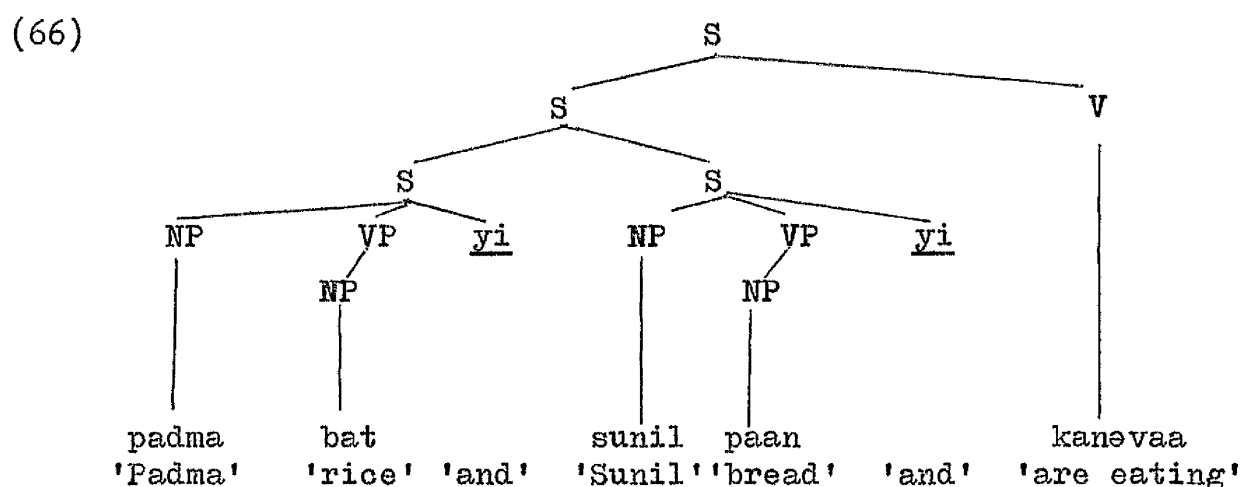 (66)
S
S V
S S
NP VP yi NP VP yi
NP NP
padma bat sunil paan kanəvaa
'Padma' 'rice' 'and' 'Sunil' 'bread' 'and' 'are eating'